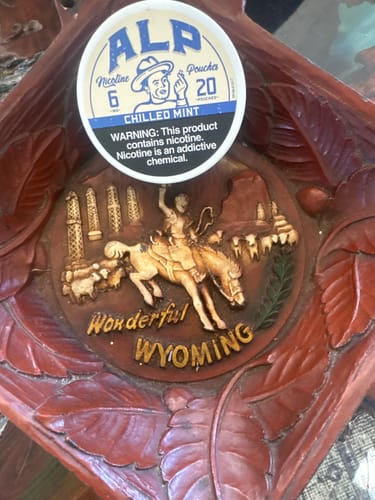 ALP
Nicotine Pouches
6 20
MG POUCHES
CHILLED MINT
WARNING: This product
contains nicotine.
Nicotine is an addictive
chemical.
Wonderful
WYOMING